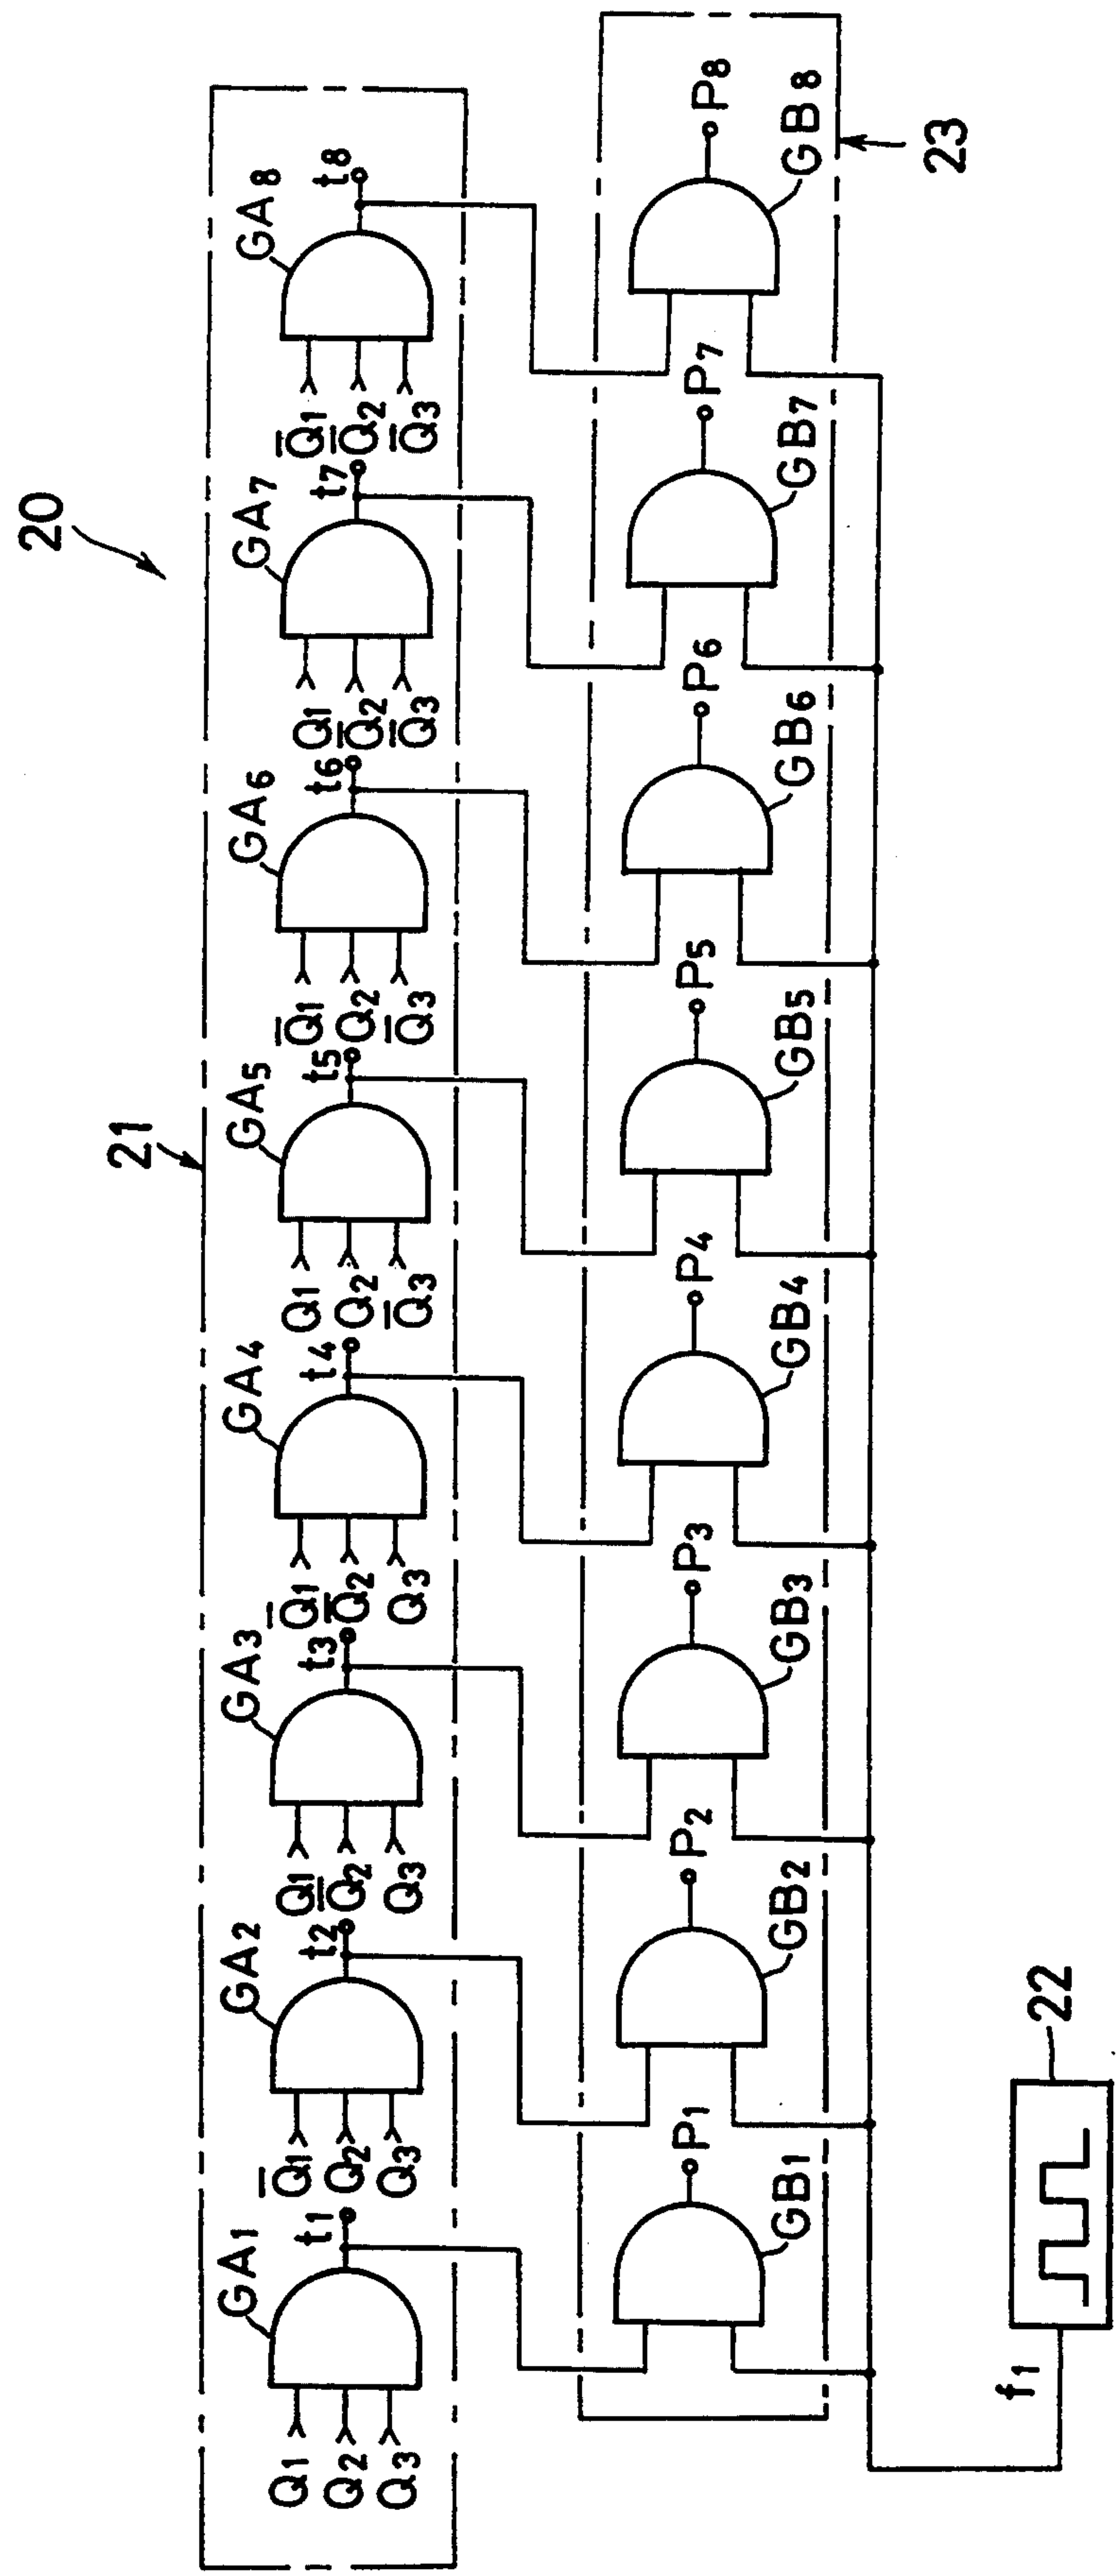 20
21
GA1 GA2 GA3 GA4 GA5 GA6 GA7 GA8
t1 t2 t3 t4 t5 t6 t7 t8
Q1 Q̅1 Q1 Q̅1 Q1 Q̅1 Q1 Q̅1
Q2 Q2 Q̅2 Q̅2 Q2 Q2 Q̅2 Q̅2
Q3 Q3 Q3 Q3 Q̅3 Q̅3 Q̅3 Q̅3
P1 P2 P3 P4 P5 P6 P7 P8
GB1 GB2 GB3 GB4 GB5 GB6 GB7 GB8
23
f1
22